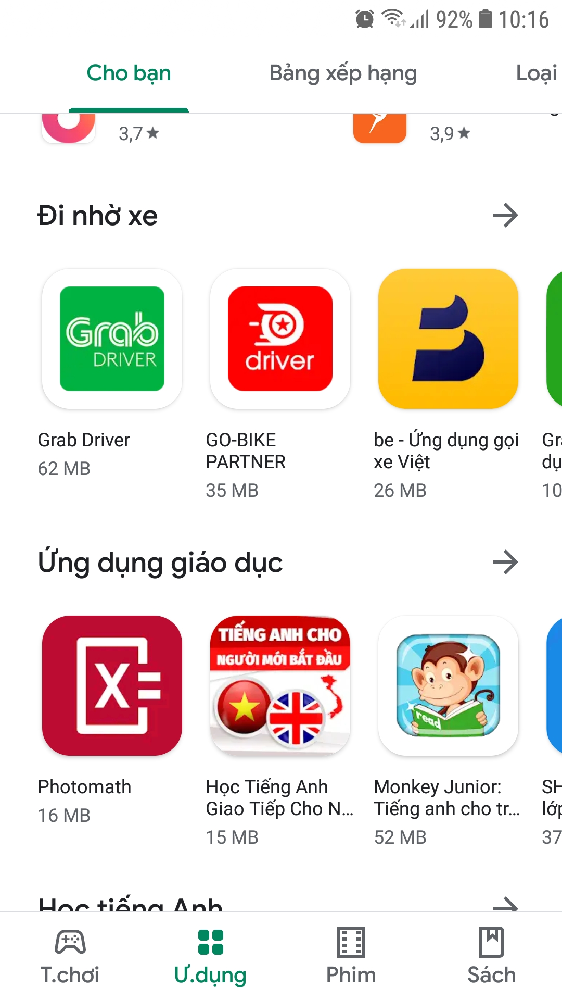 92% 10:16
Cho bạn Bảng xếp hạng Loại
3,7★ 3,9★
Đi nhờ xe
Grab
DRIVER
driver
Grab Driver
62 MB
GO-BIKE
PARTNER
35 MB
be - Ứng dụng gọi
xe Việt
26 MB
Gr
dụ
10
Ứng dụng giáo dục
X=
TIẾNG ANH CHO
NGƯỜI MỚI BẮT ĐẦU
read
Photomath
16 MB
Học Tiếng Anh
Giao Tiếp Cho N...
15 MB
Monkey Junior:
Tiếng anh cho tr...
52 MB
SH
lớp
37
Học tiếng Anh
T.chơi Ư.dụng Phim Sách